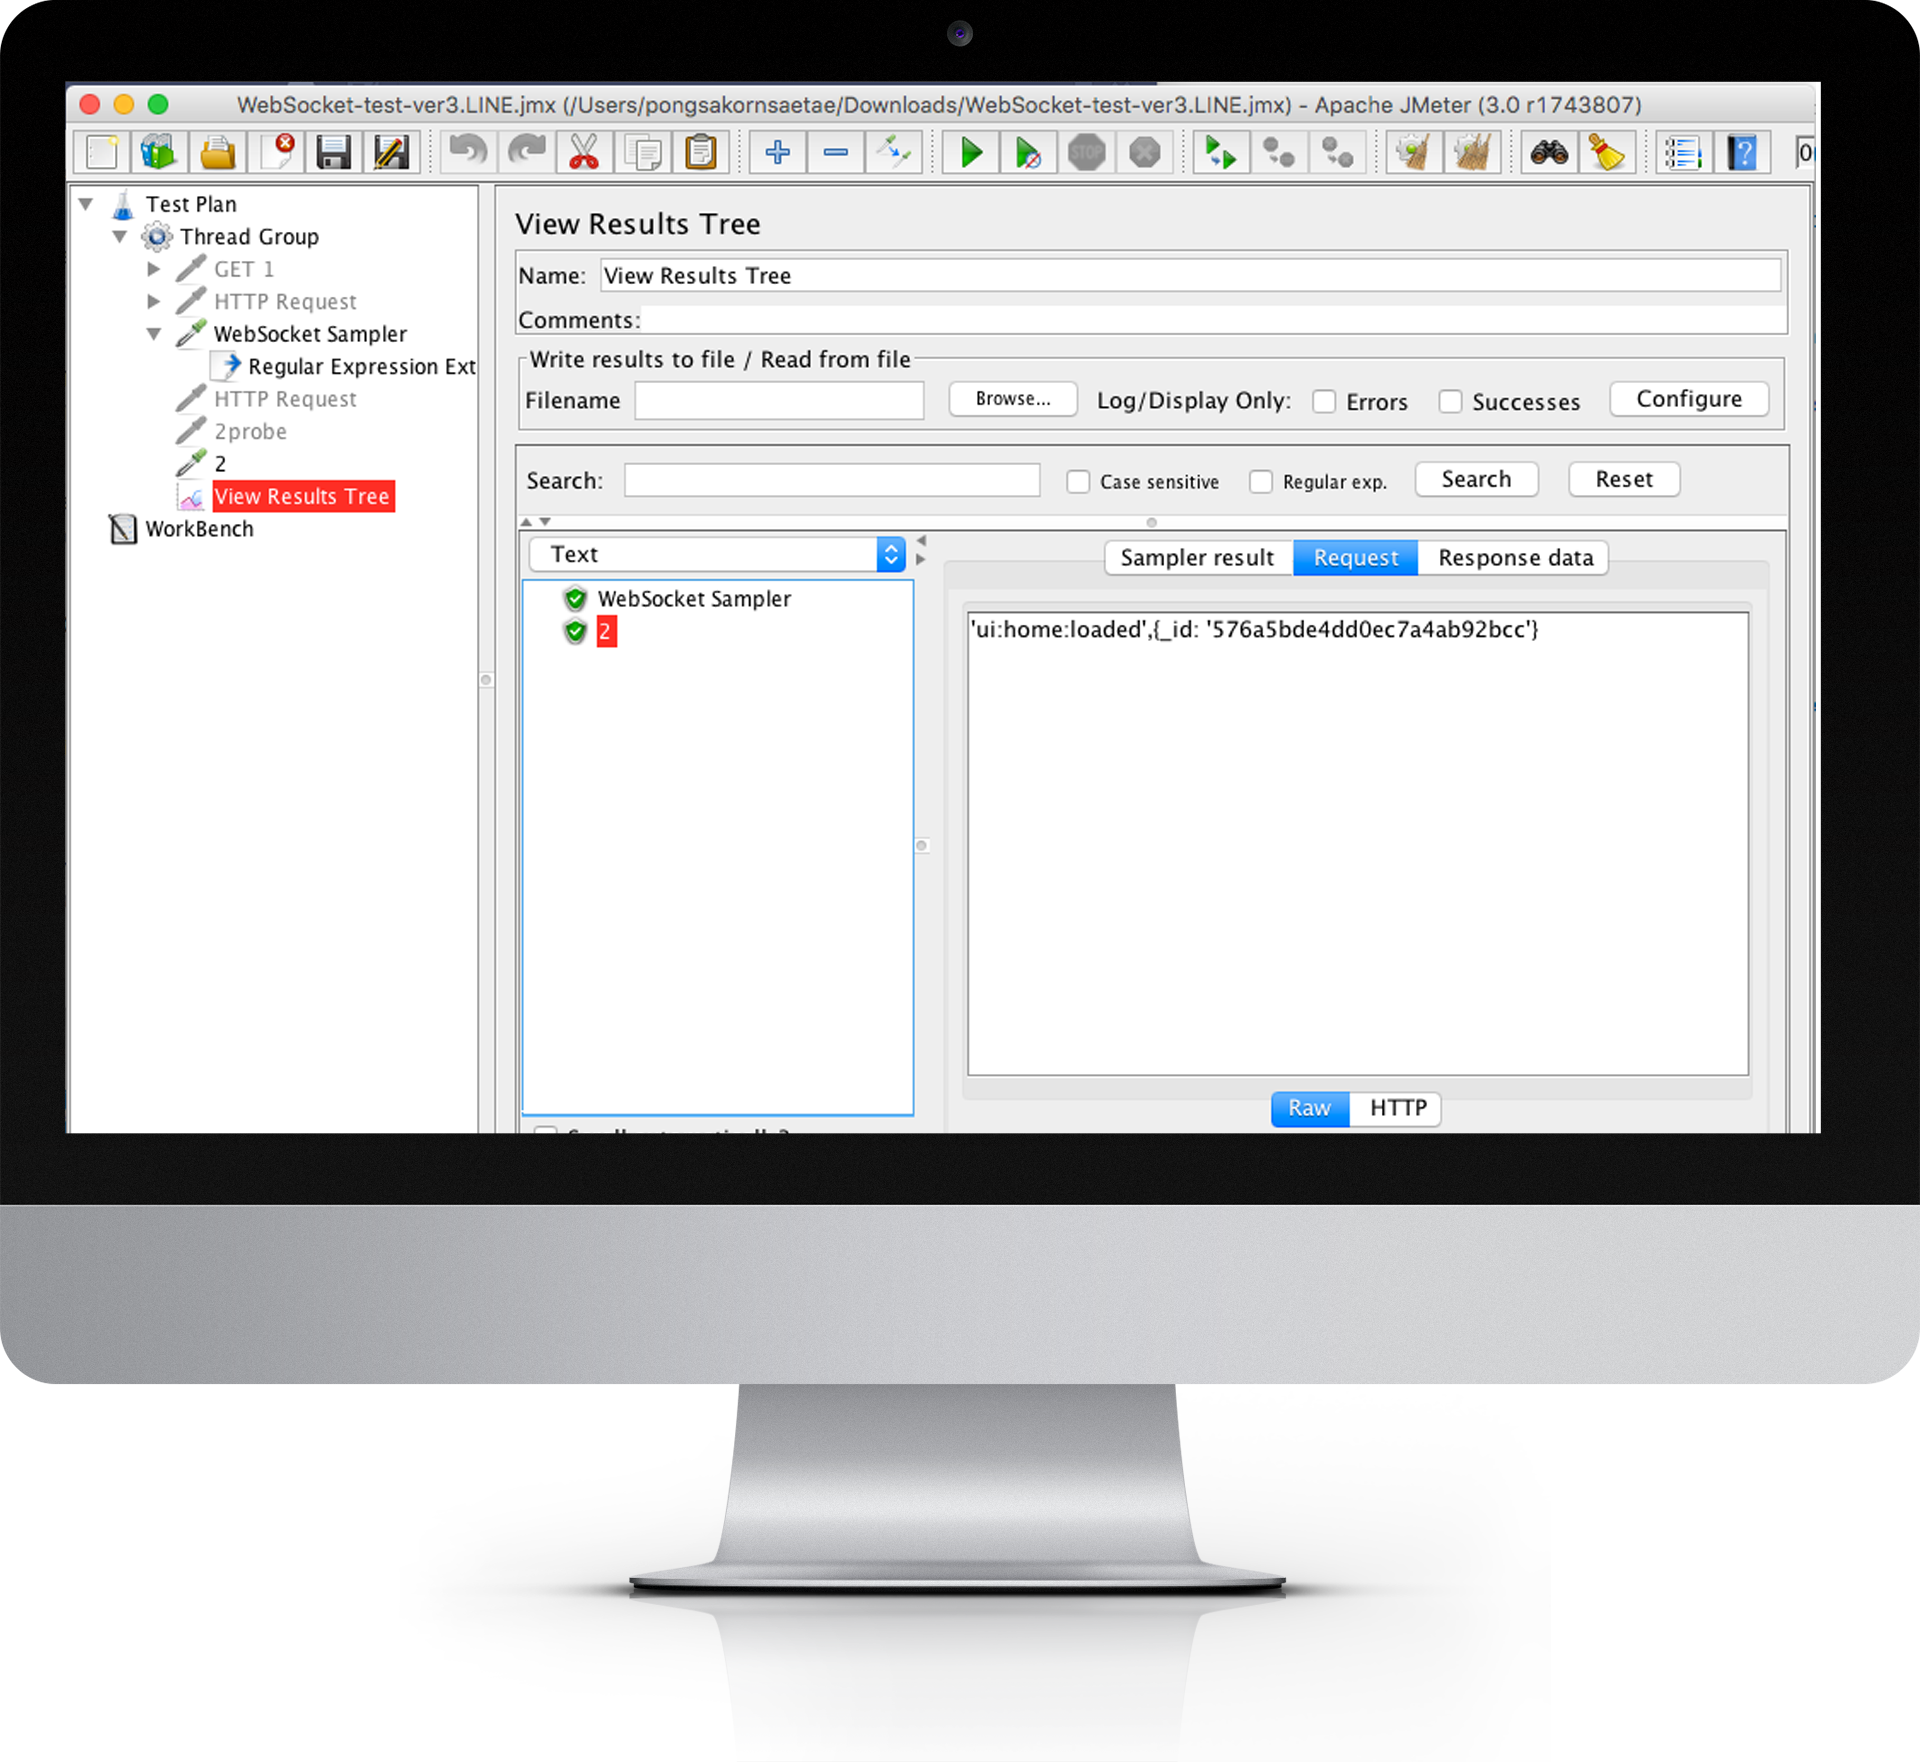 WebSocket-test-ver3.LINE.jmx (/Users/pongsakornsaetae/Downloads/WebSocket-test-ver3.LINE.jmx) - Apache JMeter (3.0 r1743807)
STOP
?
Test Plan
Thread Group
GET 1
HTTP Request
WebSocket Sampler
Regular Expression Ext
HTTP Request
2probe
2
View Results Tree
WorkBench
View Results Tree
Name: View Results Tree
Comments:
Write results to file / Read from file
Filename Browse... Log/Display Only: Errors Successes Configure
Search: Case sensitive Regular exp. Search Reset
Text
WebSocket Sampler
2
Sampler result Request Response data
'ui:home:loaded',{_id: '576a5bde4dd0ec7a4ab92bcc'}
Raw HTTP